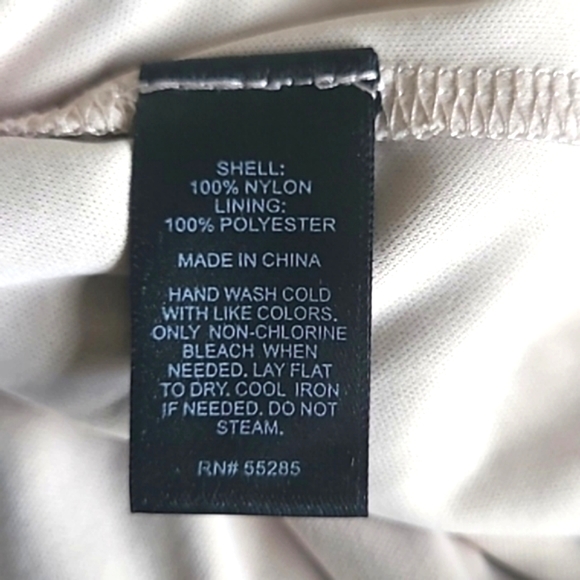 SHELL:
100% NYLON
LINING:
100% POLYESTER
MADE IN CHINA
HAND WASH COLD
WITH LIKE COLORS.
ONLY NON-CHLORINE
BLEACH WHEN
NEEDED. LAY FLAT
TO DRY. COOL IRON
IF NEEDED. DO NOT
STEAM.
RN# 55285